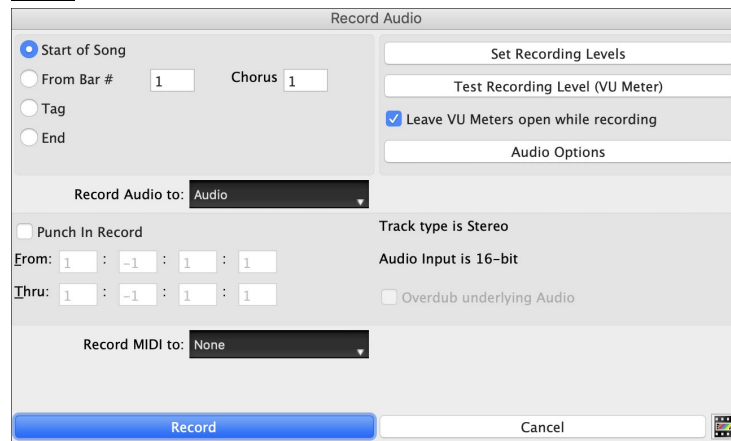 Record Audio
Start of Song
From Bar # 1 Chorus 1
Tag
End
Set Recording Levels
Test Recording Level (VU Meter)
Leave VU Meters open while recording
Audio Options
Record Audio to: Audio
Punch In Record
From: 1 : -1 : 1 : 1
Thru: 1 : -1 : 1 : 1
Track type is Stereo
Audio Input is 16-bit
Overdub underlying Audio
Record MIDI to: None
Record
Cancel